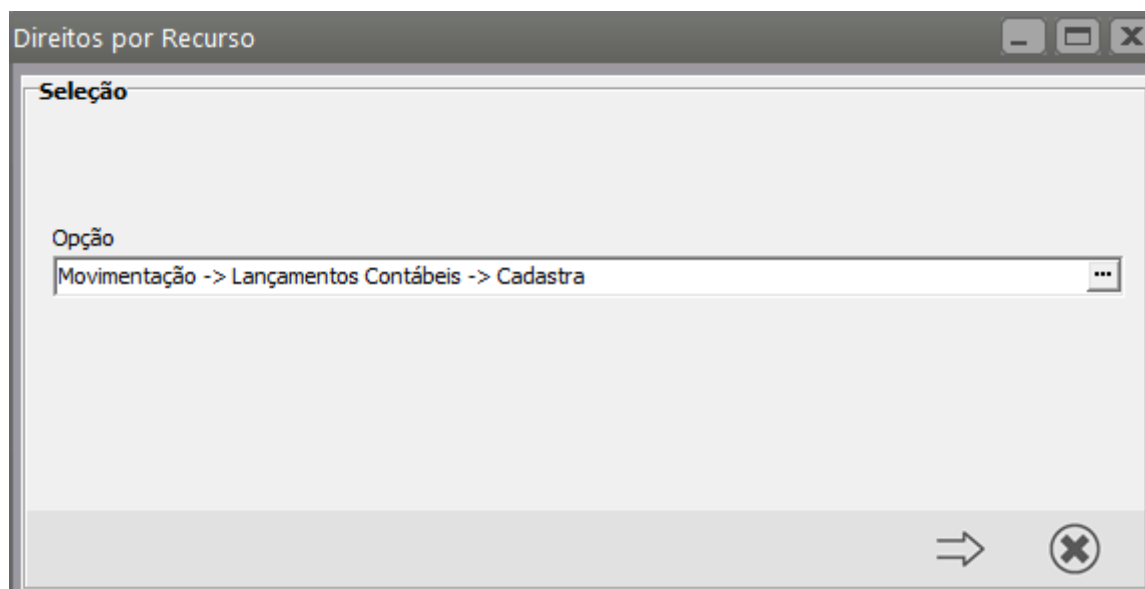 Direitos por Recurso
Seleção
Opção
Movimentação -> Lançamentos Contábeis -> Cadastra
...